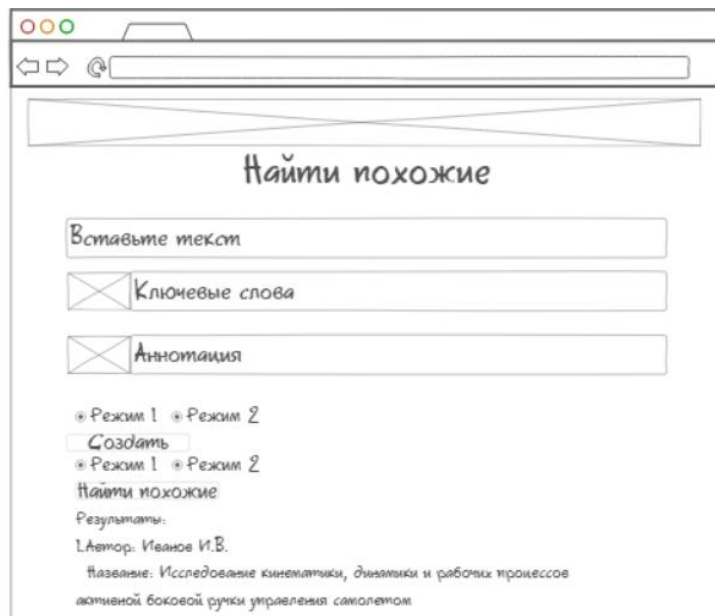 Найти похожие
Вставьте текст
Ключевые слова
Аннотация
Режим 1 Режим 2
Создать
Режим 1 Режим 2
Найти похожие
Результаты:
1.Автор: Иванов И.В.
Название: Исследование кинематики, динамики и рабочих процессов
активной боковой ручки управления самолетом